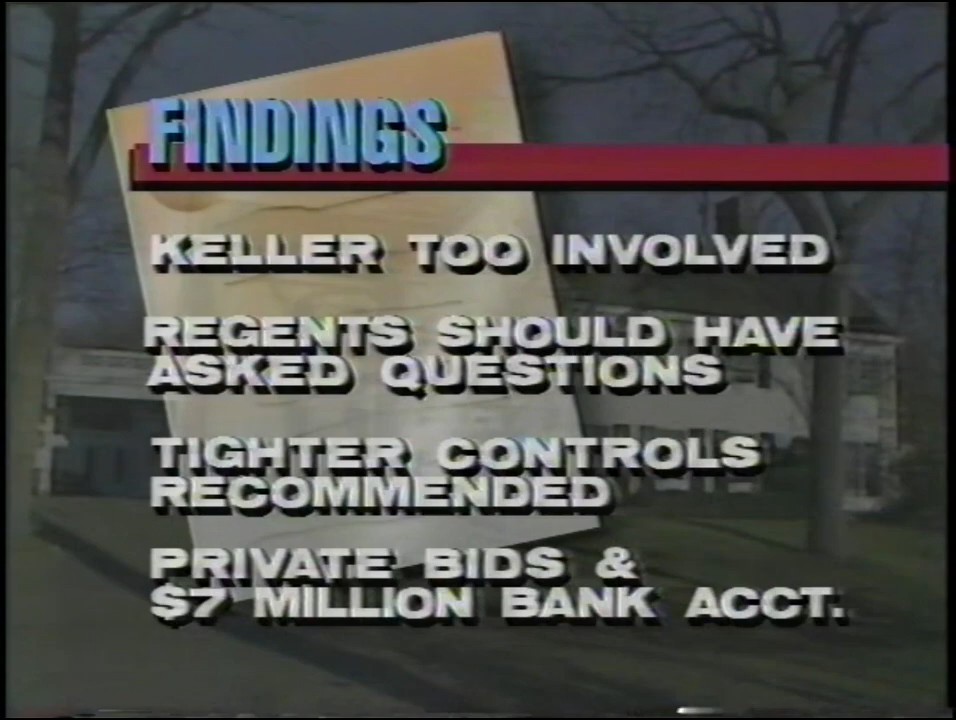 FINDINGS
KELLER TOO INVOLVED
REGENTS SHOULD HAVE
ASKED QUESTIONS
TIGHTER CONTROLS
RECOMMENDED
PRIVATE BIDS &
$7 MILLION BANK ACCT.